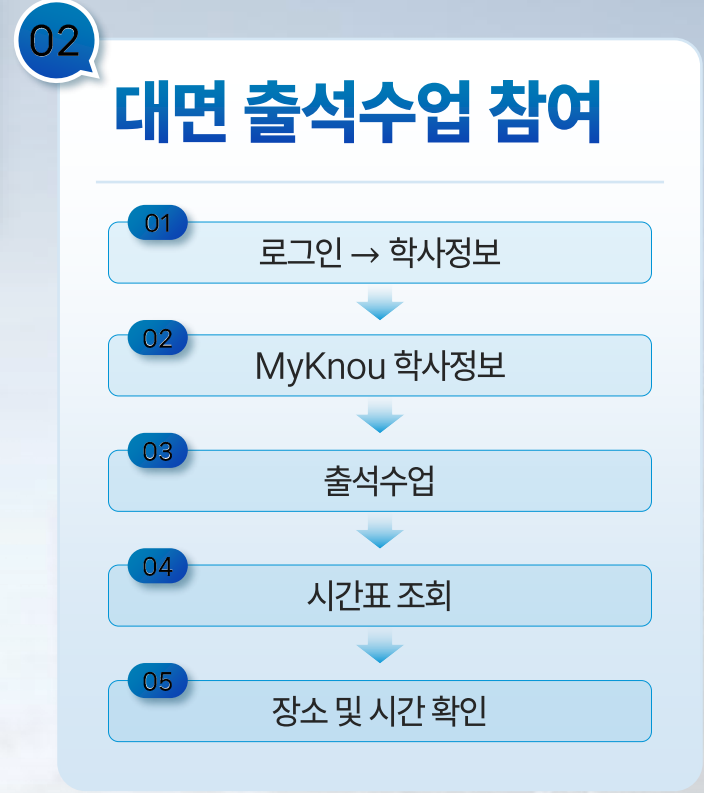 02
대면 출석수업 참여
01
로그인 → 학사정보
02
MyKnou 학사정보
03
출석수업
04
시간표 조회
05
장소 및 시간 확인